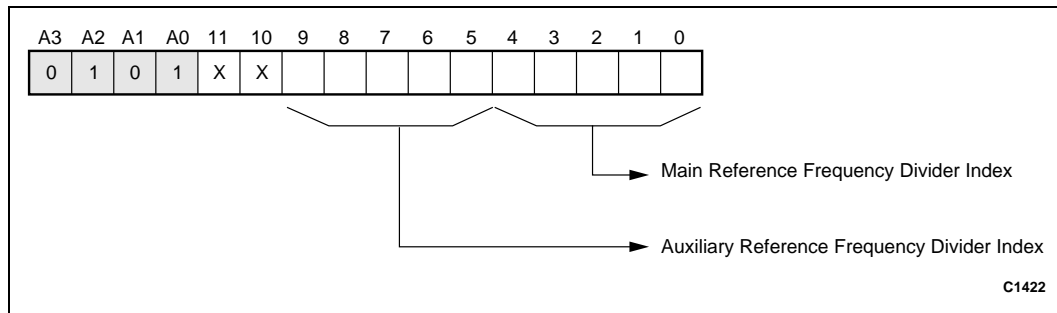 A3 A2 A1 A0 11 10 9 8 7 6 5 4 3 2 1 0
0 1 0 1 X X
Main Reference Frequency Divider Index
Auxiliary Reference Frequency Divider Index
C1422